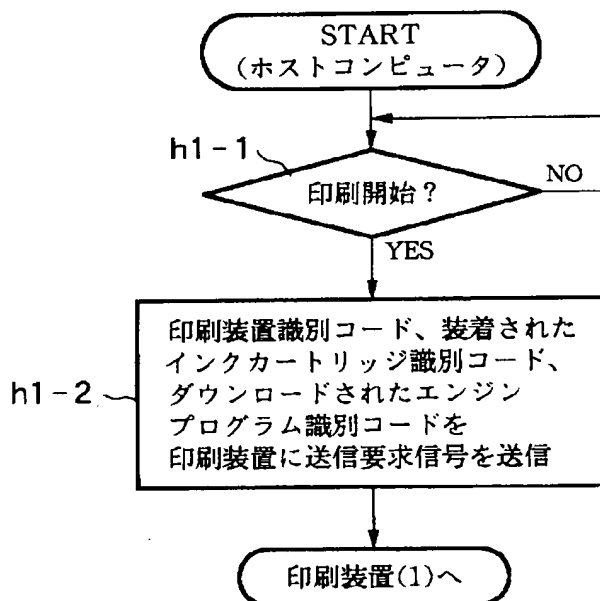 START
(ホストコンピュータ)
h1-1
印刷開始?
NO
YES
印刷装置識別コード、装着された
インクカートリッジ識別コード、
h1-2
ダウンロードされたエンジン
プログラム識別コードを
印刷装置に送信要求信号を送信
印刷装置(1)へ